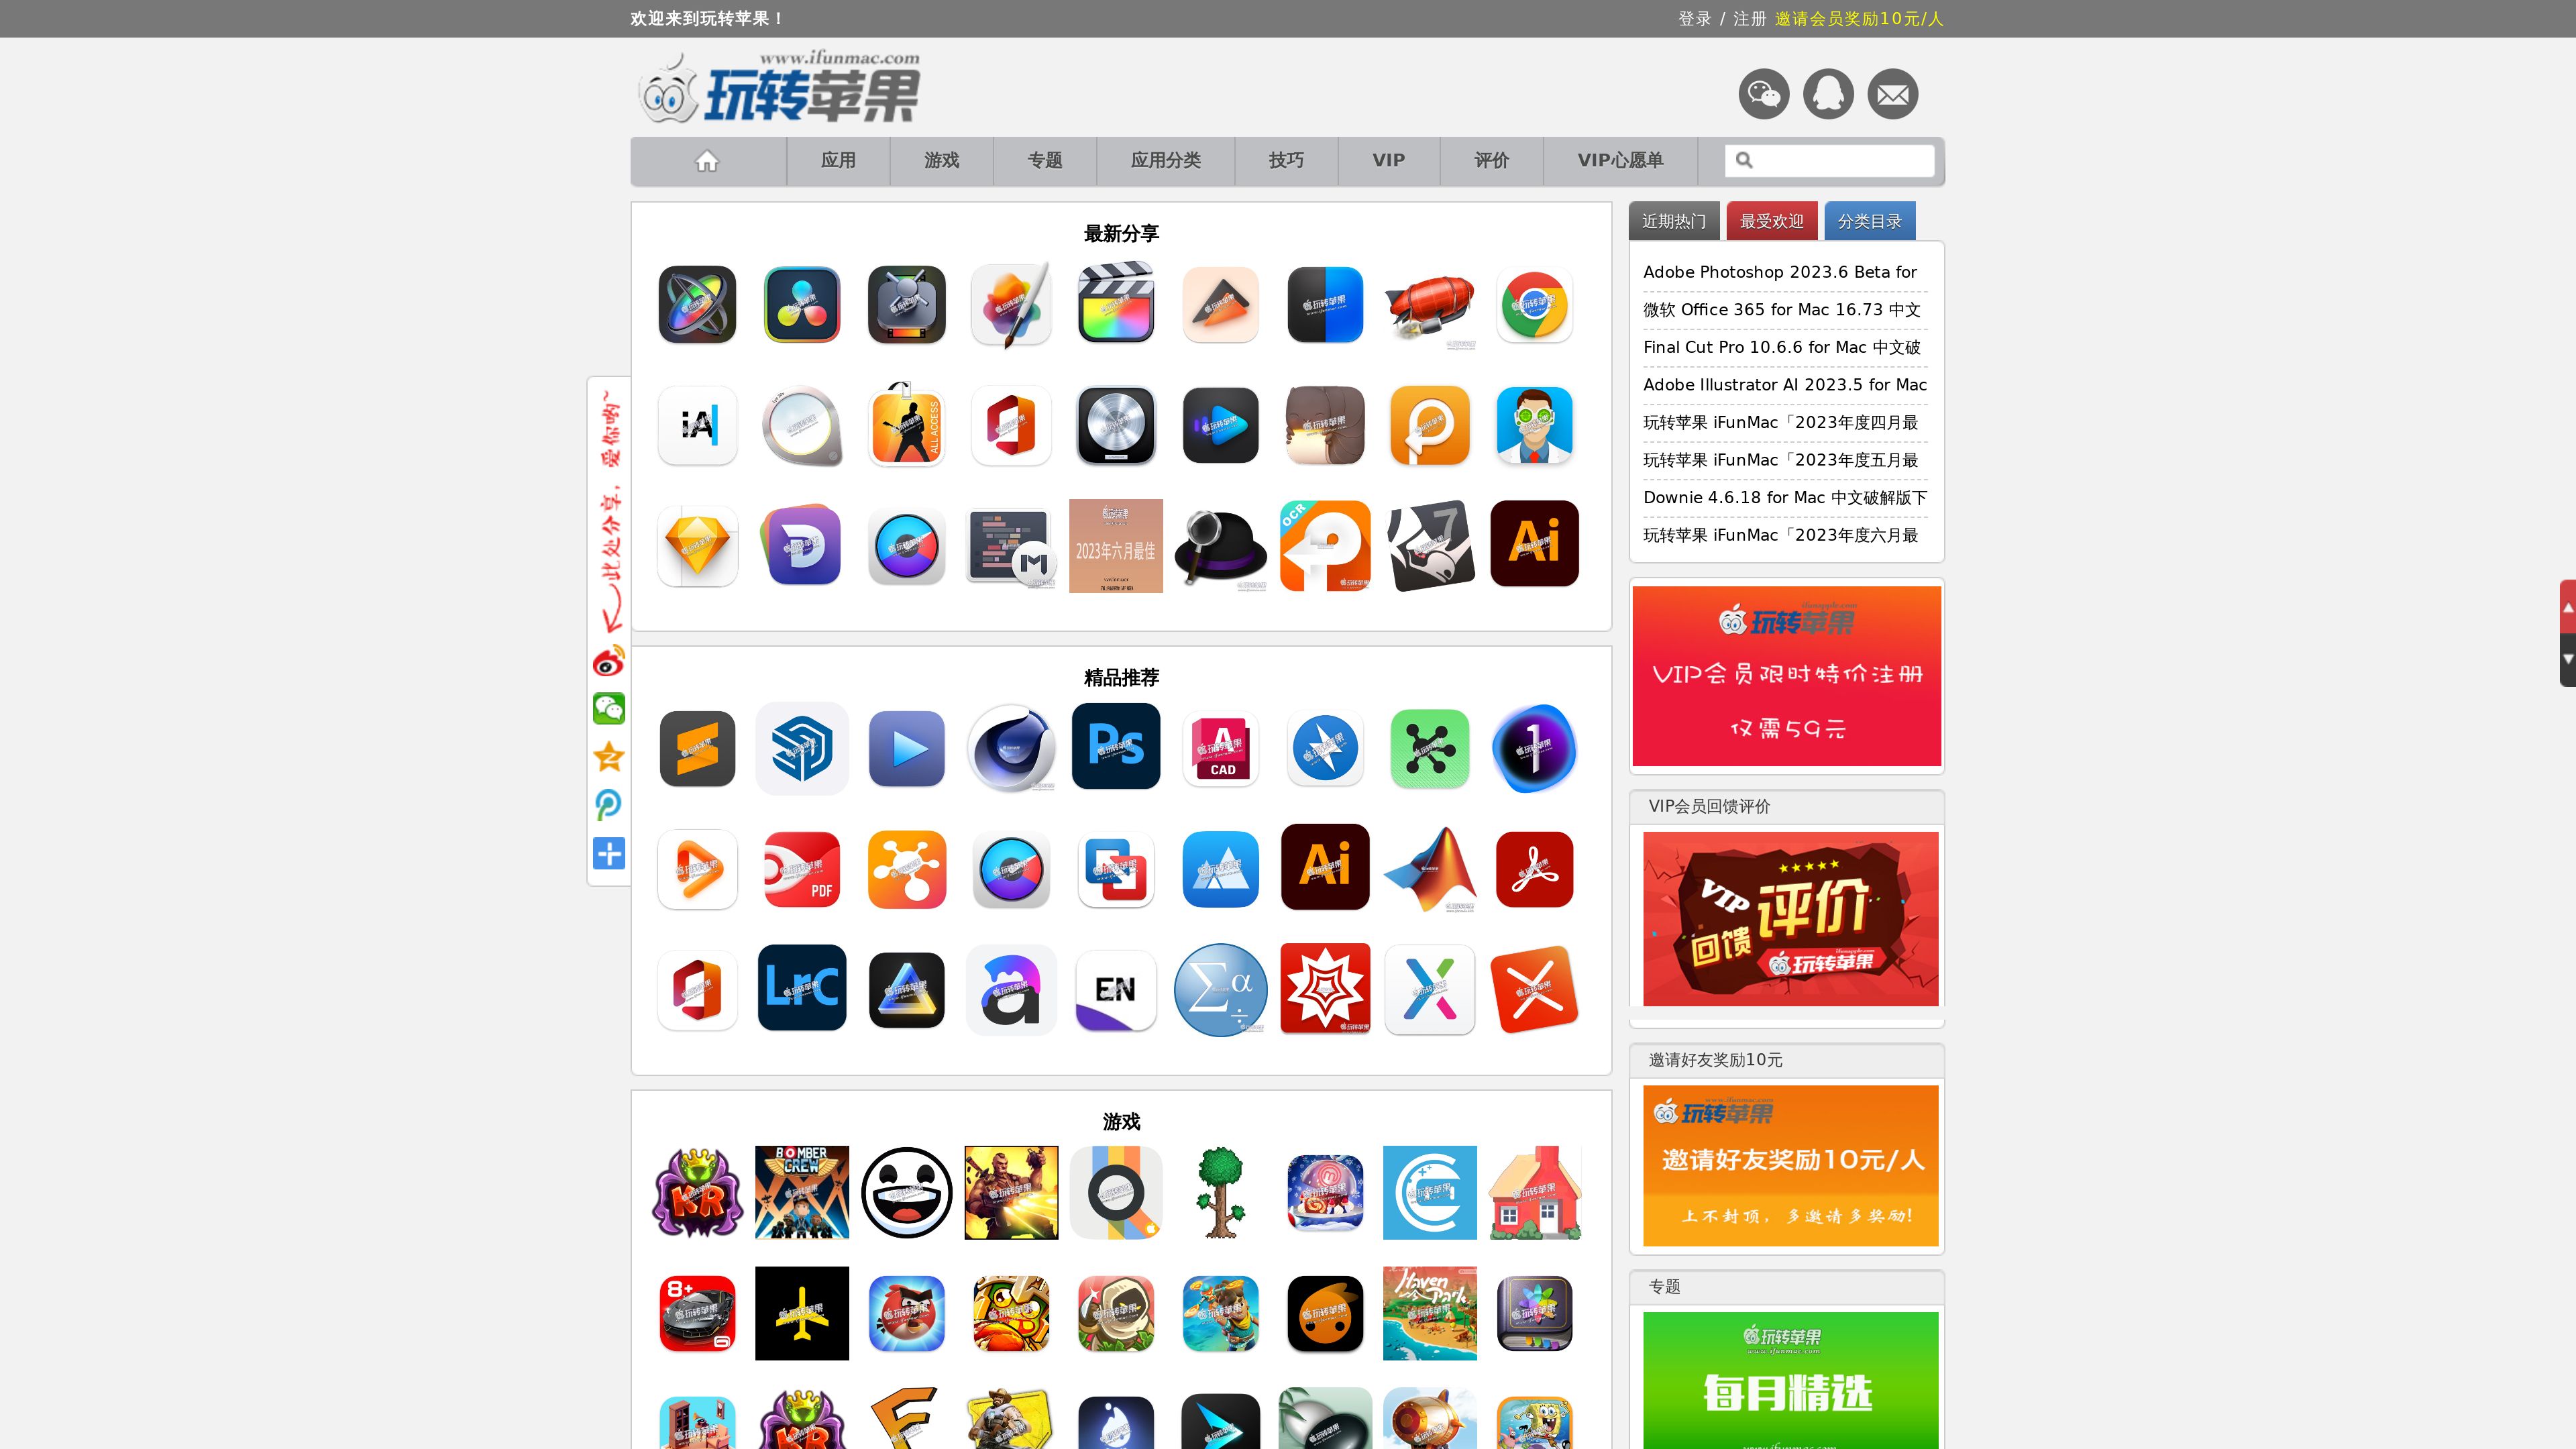 欢迎来到玩转苹果！
登录 / 注册 邀请会员奖励10元/人
www.ifunmac.com
玩转苹果
应用
游戏
专题
应用分类
技巧
VIP
评价
VIP心愿单
最新分享
iA
ALL ACCESS
2023年六月最佳
OCR
7
Ai
近期热门
最受欢迎
分类目录
Adobe Photoshop 2023.6 Beta for
微软 Office 365 for Mac 16.73 中文
Final Cut Pro 10.6.6 for Mac 中文破
Adobe Illustrator AI 2023.5 for Mac
玩转苹果 iFunMac「2023年度四月最
玩转苹果 iFunMac「2023年度五月最
Downie 4.6.18 for Mac 中文破解版下
玩转苹果 iFunMac「2023年度六月最
此处分享，爱你哟~
玩转苹果
VIP会员限时特价注册
仅需59元
精品推荐
Ps
A
CAD
1
PDF
Ai
LrC
a
EN
Σα
÷
VIP会员回馈评价
VIP
评价
回馈
玩转苹果
邀请好友奖励10元
玩转苹果
邀请好友奖励10元/人
上不封顶，多邀请多奖励!
游戏
KR
BOMBER
CREW
8+
Haven
Park
KR
专题
玩转苹果
www.ifunmac.com
每月精选
www.ifunmac.com